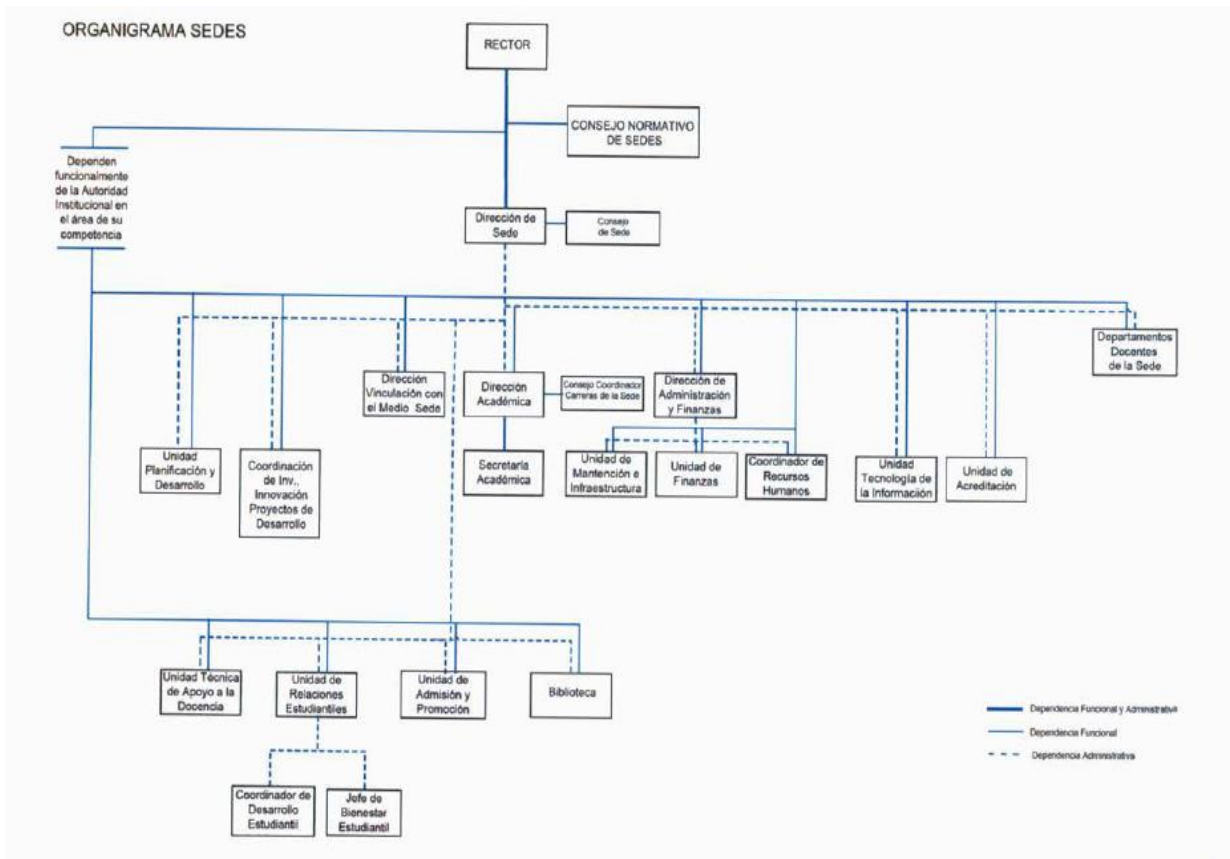 ORGANIGRAMA SEDES
RECTOR
CONSEJO NORMATIVO
DE SEDES
Dependen
funcionalmente
de la Autoridad
Institucional en
el área de su
competencia
Dirección de
Sede
Consejo
de Sede
Departamentos
Docentes
de la Sede
Dirección
Vinculación con
el Medio Sede
Dirección
Académica
Consejo Coordinador
Carreras de la Sede
Dirección de
Administración
y Finanzas
Unidad
Planificación y
Desarrollo
Coordinación
de Inv.,
Innovación
Proyectos de
Desarrollo
Secretaría
Académica
Unidad de
Mantención e
Infraestructura
Unidad de
Finanzas
Coordinador de
Recursos
Humanos
Unidad
Tecnología de
la Información
Unidad de
Acreditación
Unidad Técnica
de Apoyo a la
Docencia
Unidad de
Relaciones
Estudiantiles
Unidad de
Admisión y
Promoción
Biblioteca
Coordinador de
Desarrollo
Estudiantil
Jefe de
Bienestar
Estudiantil
Dependencia Funcional y Administrativa
Dependencia Funcional
Dependencia Administrativa